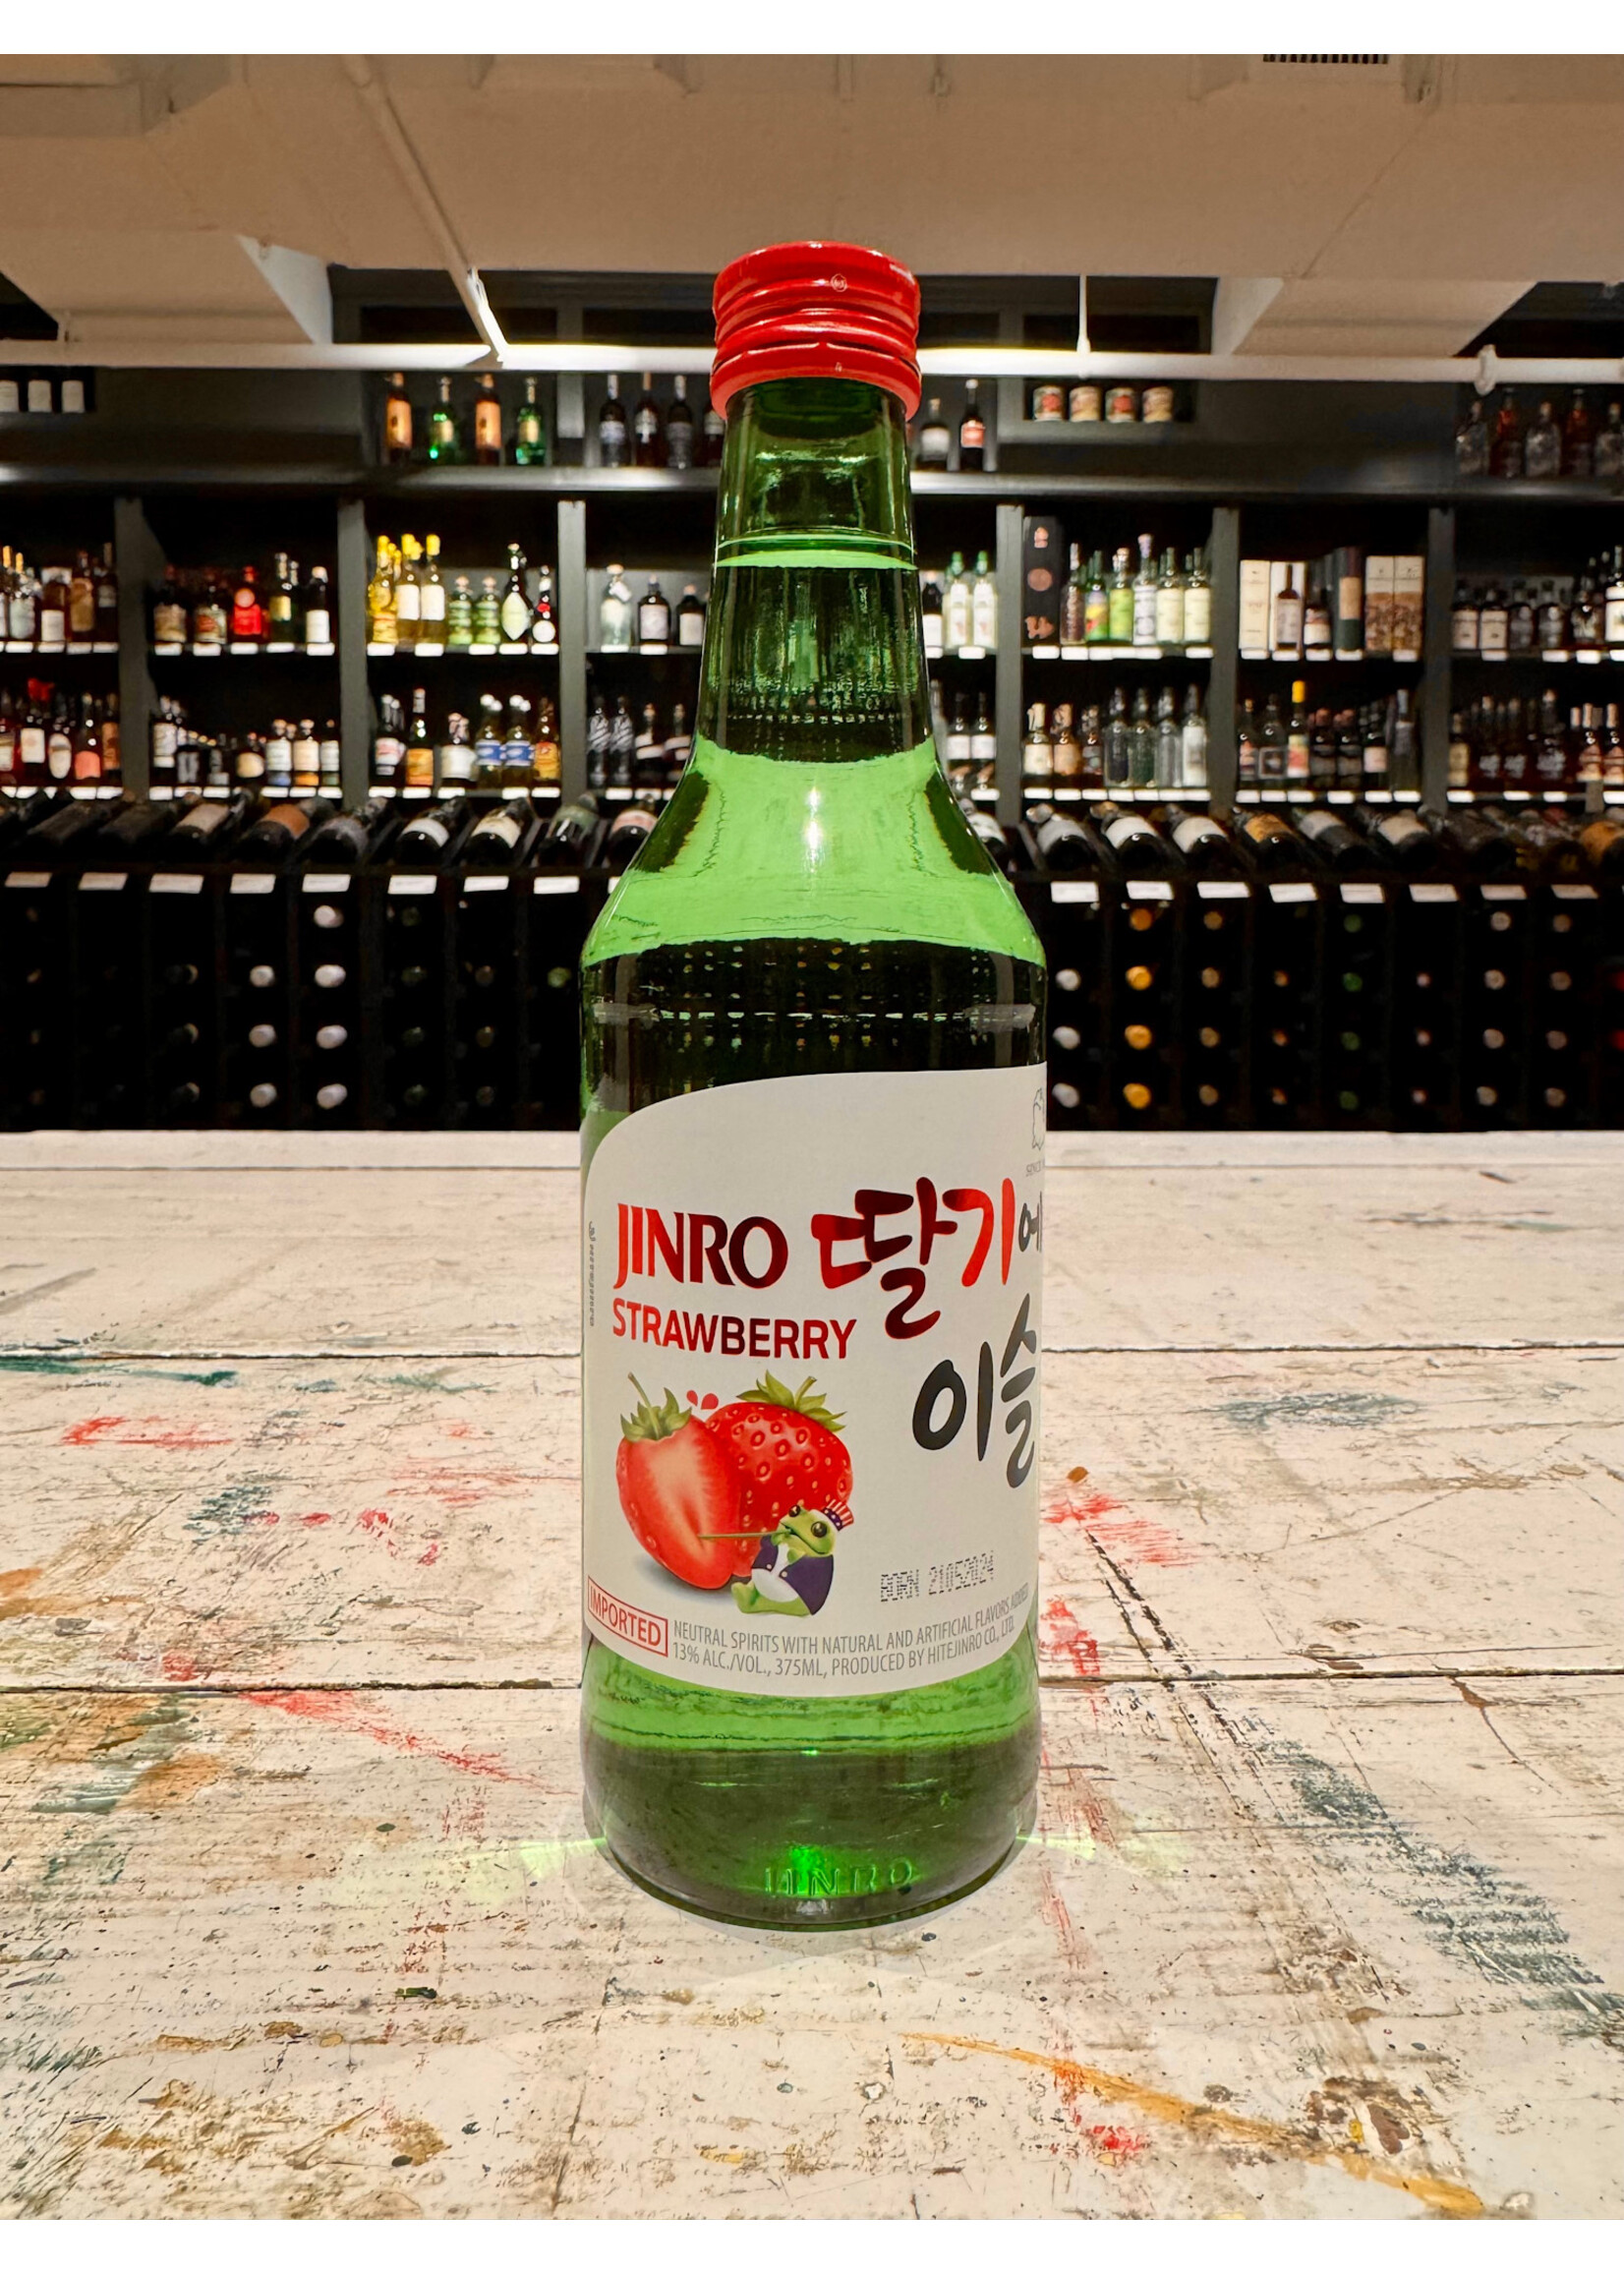 JINRO 딸기에
STRAWBERRY
이슬
BORN 21052024
IMPORTED
NEUTRAL SPIRITS WITH NATURAL AND ARTIFICIAL FLAVORS ADDED
13% ALC./VOL., 375ML, PRODUCED BY HITEJINRO CO., LTD.
JINRO